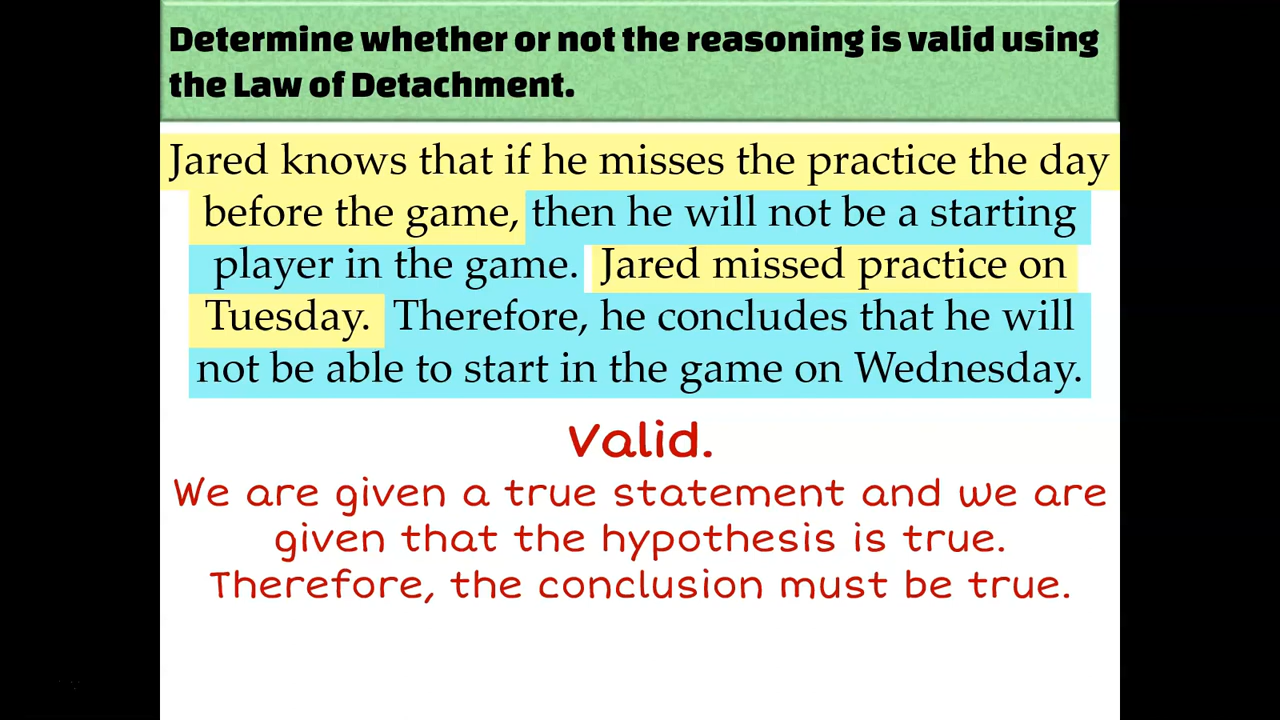 Determine whether or not the reasoning is valid using
the Law of Detachment.
Jared knows that if he misses the practice the day
before the game, then he will not be a starting
player in the game. Jared missed practice on
Tuesday. Therefore, he concludes that he will
not be able to start in the game on Wednesday.
Valid.
We are given a true statement and we are
given that the hypothesis is true.
Therefore, the conclusion must be true.